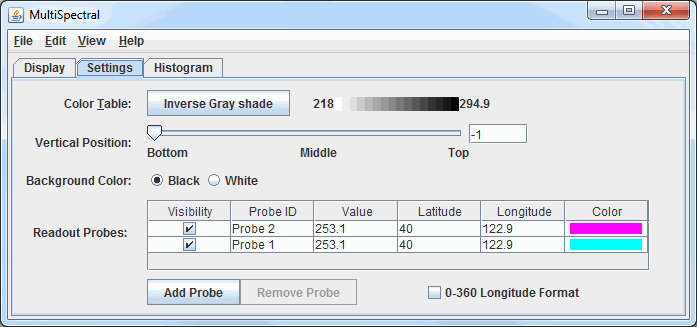 MultiSpectral
File Edit View Help
Display Settings Histogram
Color Table: Inverse Gray shade 218 294.9
Vertical Position: -1
Bottom Middle Top
Background Color: Black White
Visibility Probe ID Value Latitude Longitude Color
Readout Probes:
Probe 2 253.1 40 122.9
Probe 1 253.1 40 122.9
Add Probe Remove Probe 0-360 Longitude Format